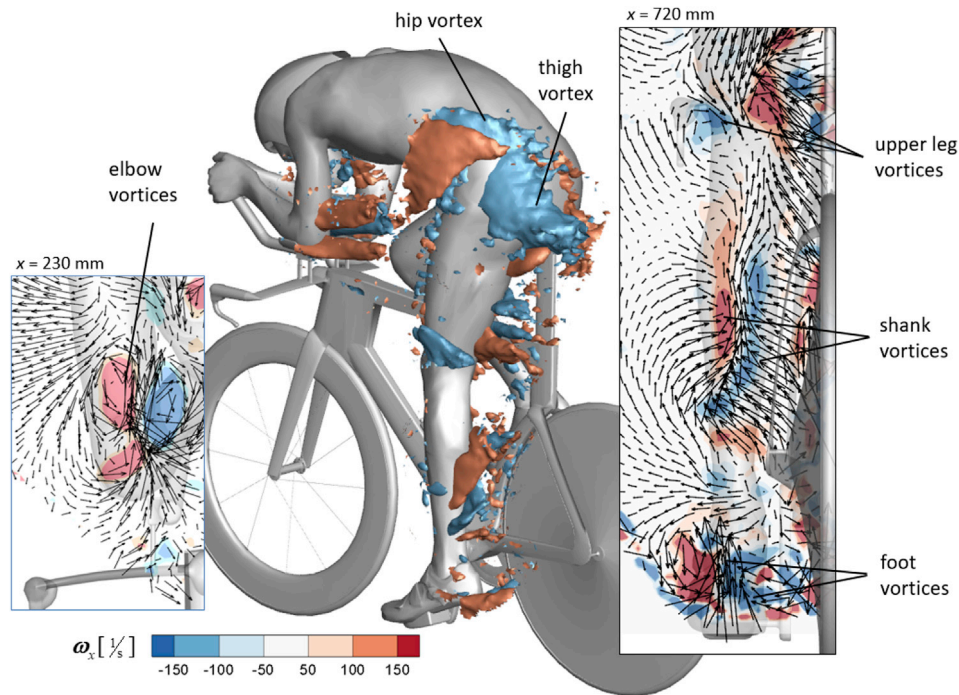 hip vortex
x = 720 mm
thigh
vortex
elbow
vortices
upper leg
vortices
x = 230 mm
shank
vortices
foot
vortices
ωx [1/s]
-150 -100 -50 50 100 150